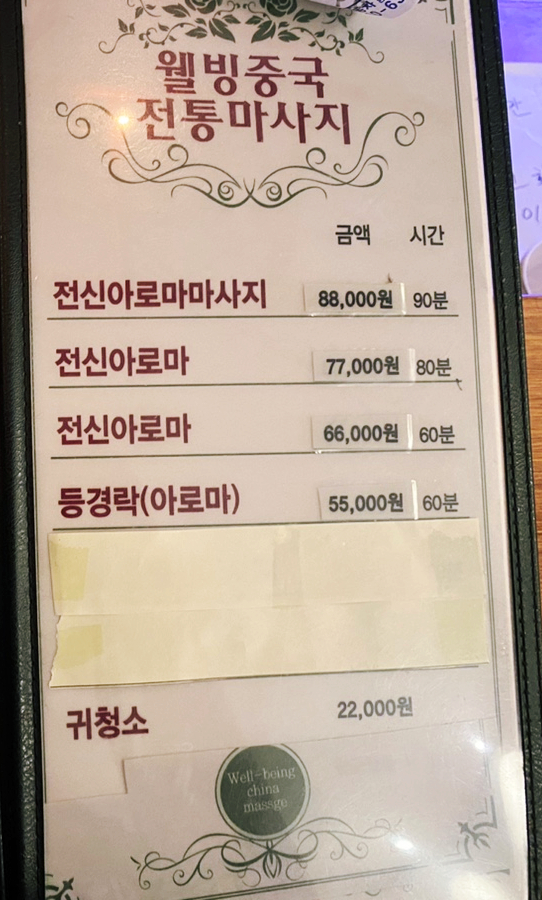 웰빙중국
전통마사지
금액 시간
전신아로마마사지 88,000원 90분
전신아로마 77,000원 80분
전신아로마 66,000원 60분
등경락(아로마) 55,000원 60분
귀청소 22,000원
Well-being
china
massge